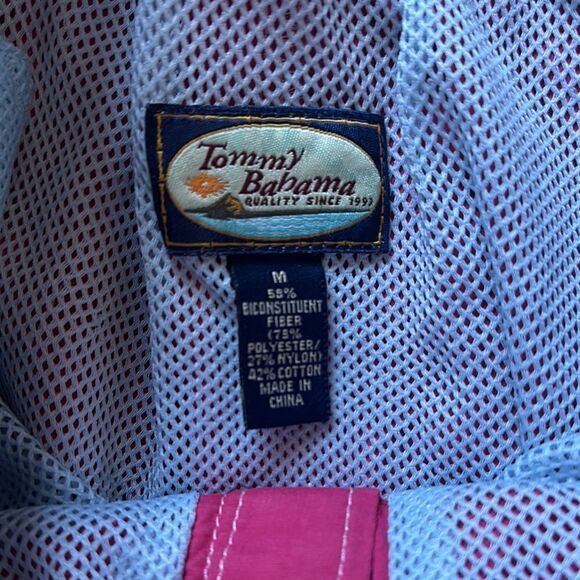 Tommy
Bahama
QUALITY SINCE 1993
M
58%
BICONSTITUENT
FIBER
(73%
POLYESTER/
27% NYLON)
42% COTTON
MADE IN
CHINA